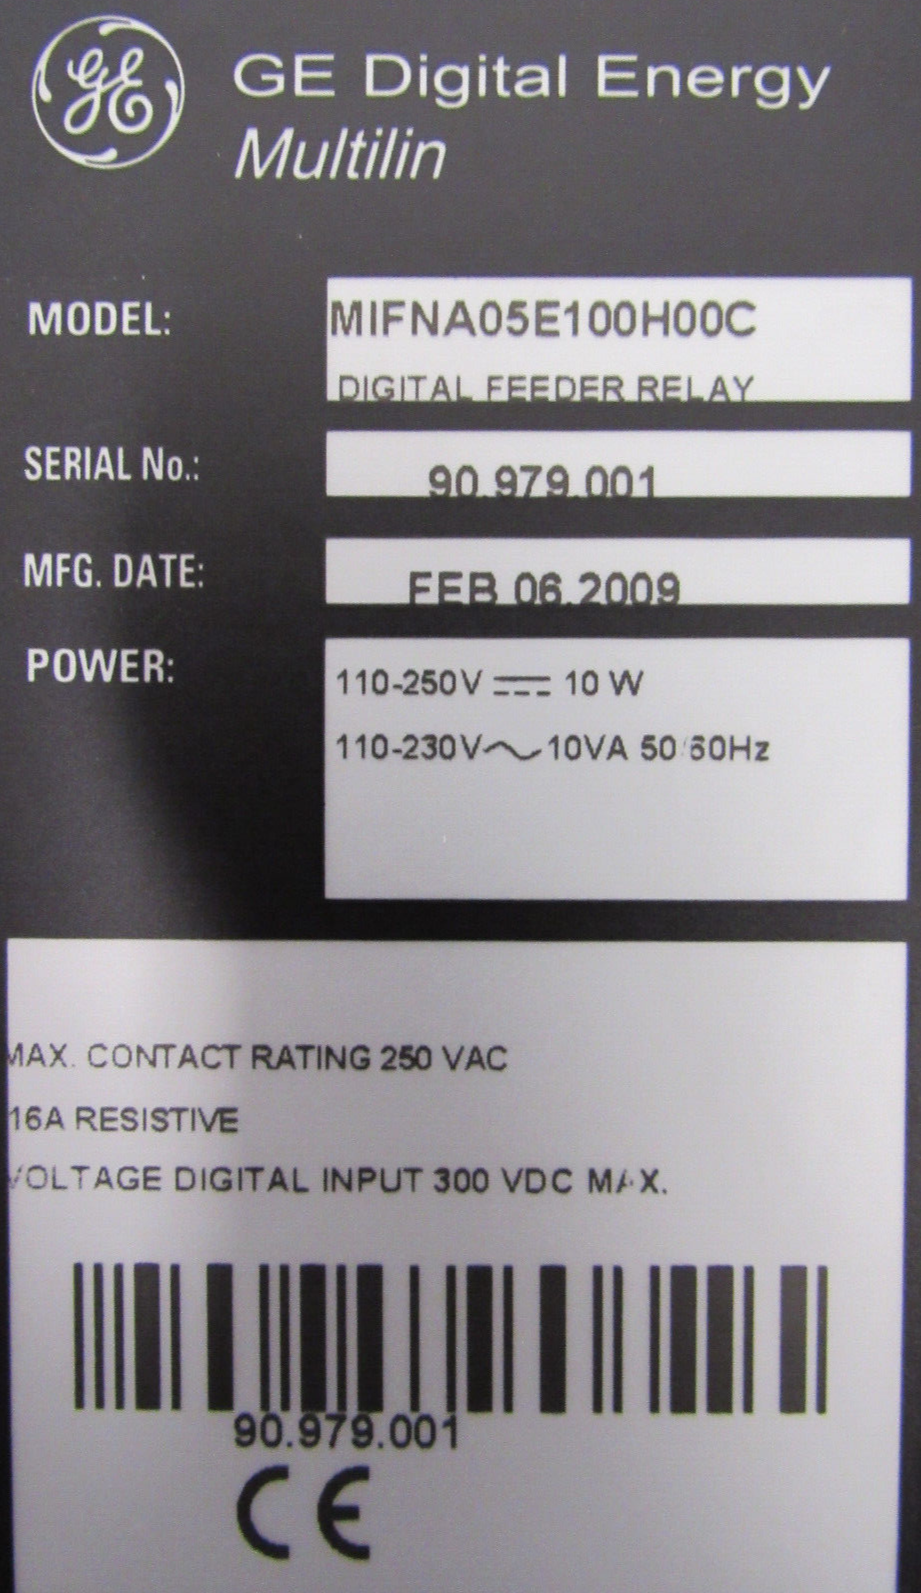 GE
GE Digital Energy
Multilin
MODEL: MIFNA05E100H00C
DIGITAL FEEDER RELAY
SERIAL No.: 90.979.001
MFG. DATE: FEB 06.2009
POWER: 110-250V ⎓ 10 W
110-230V~10VA 50/60Hz
MAX. CONTACT RATING 250 VAC
16A RESISTIVE
VOLTAGE DIGITAL INPUT 300 VDC MAX.
90.979.001
CE